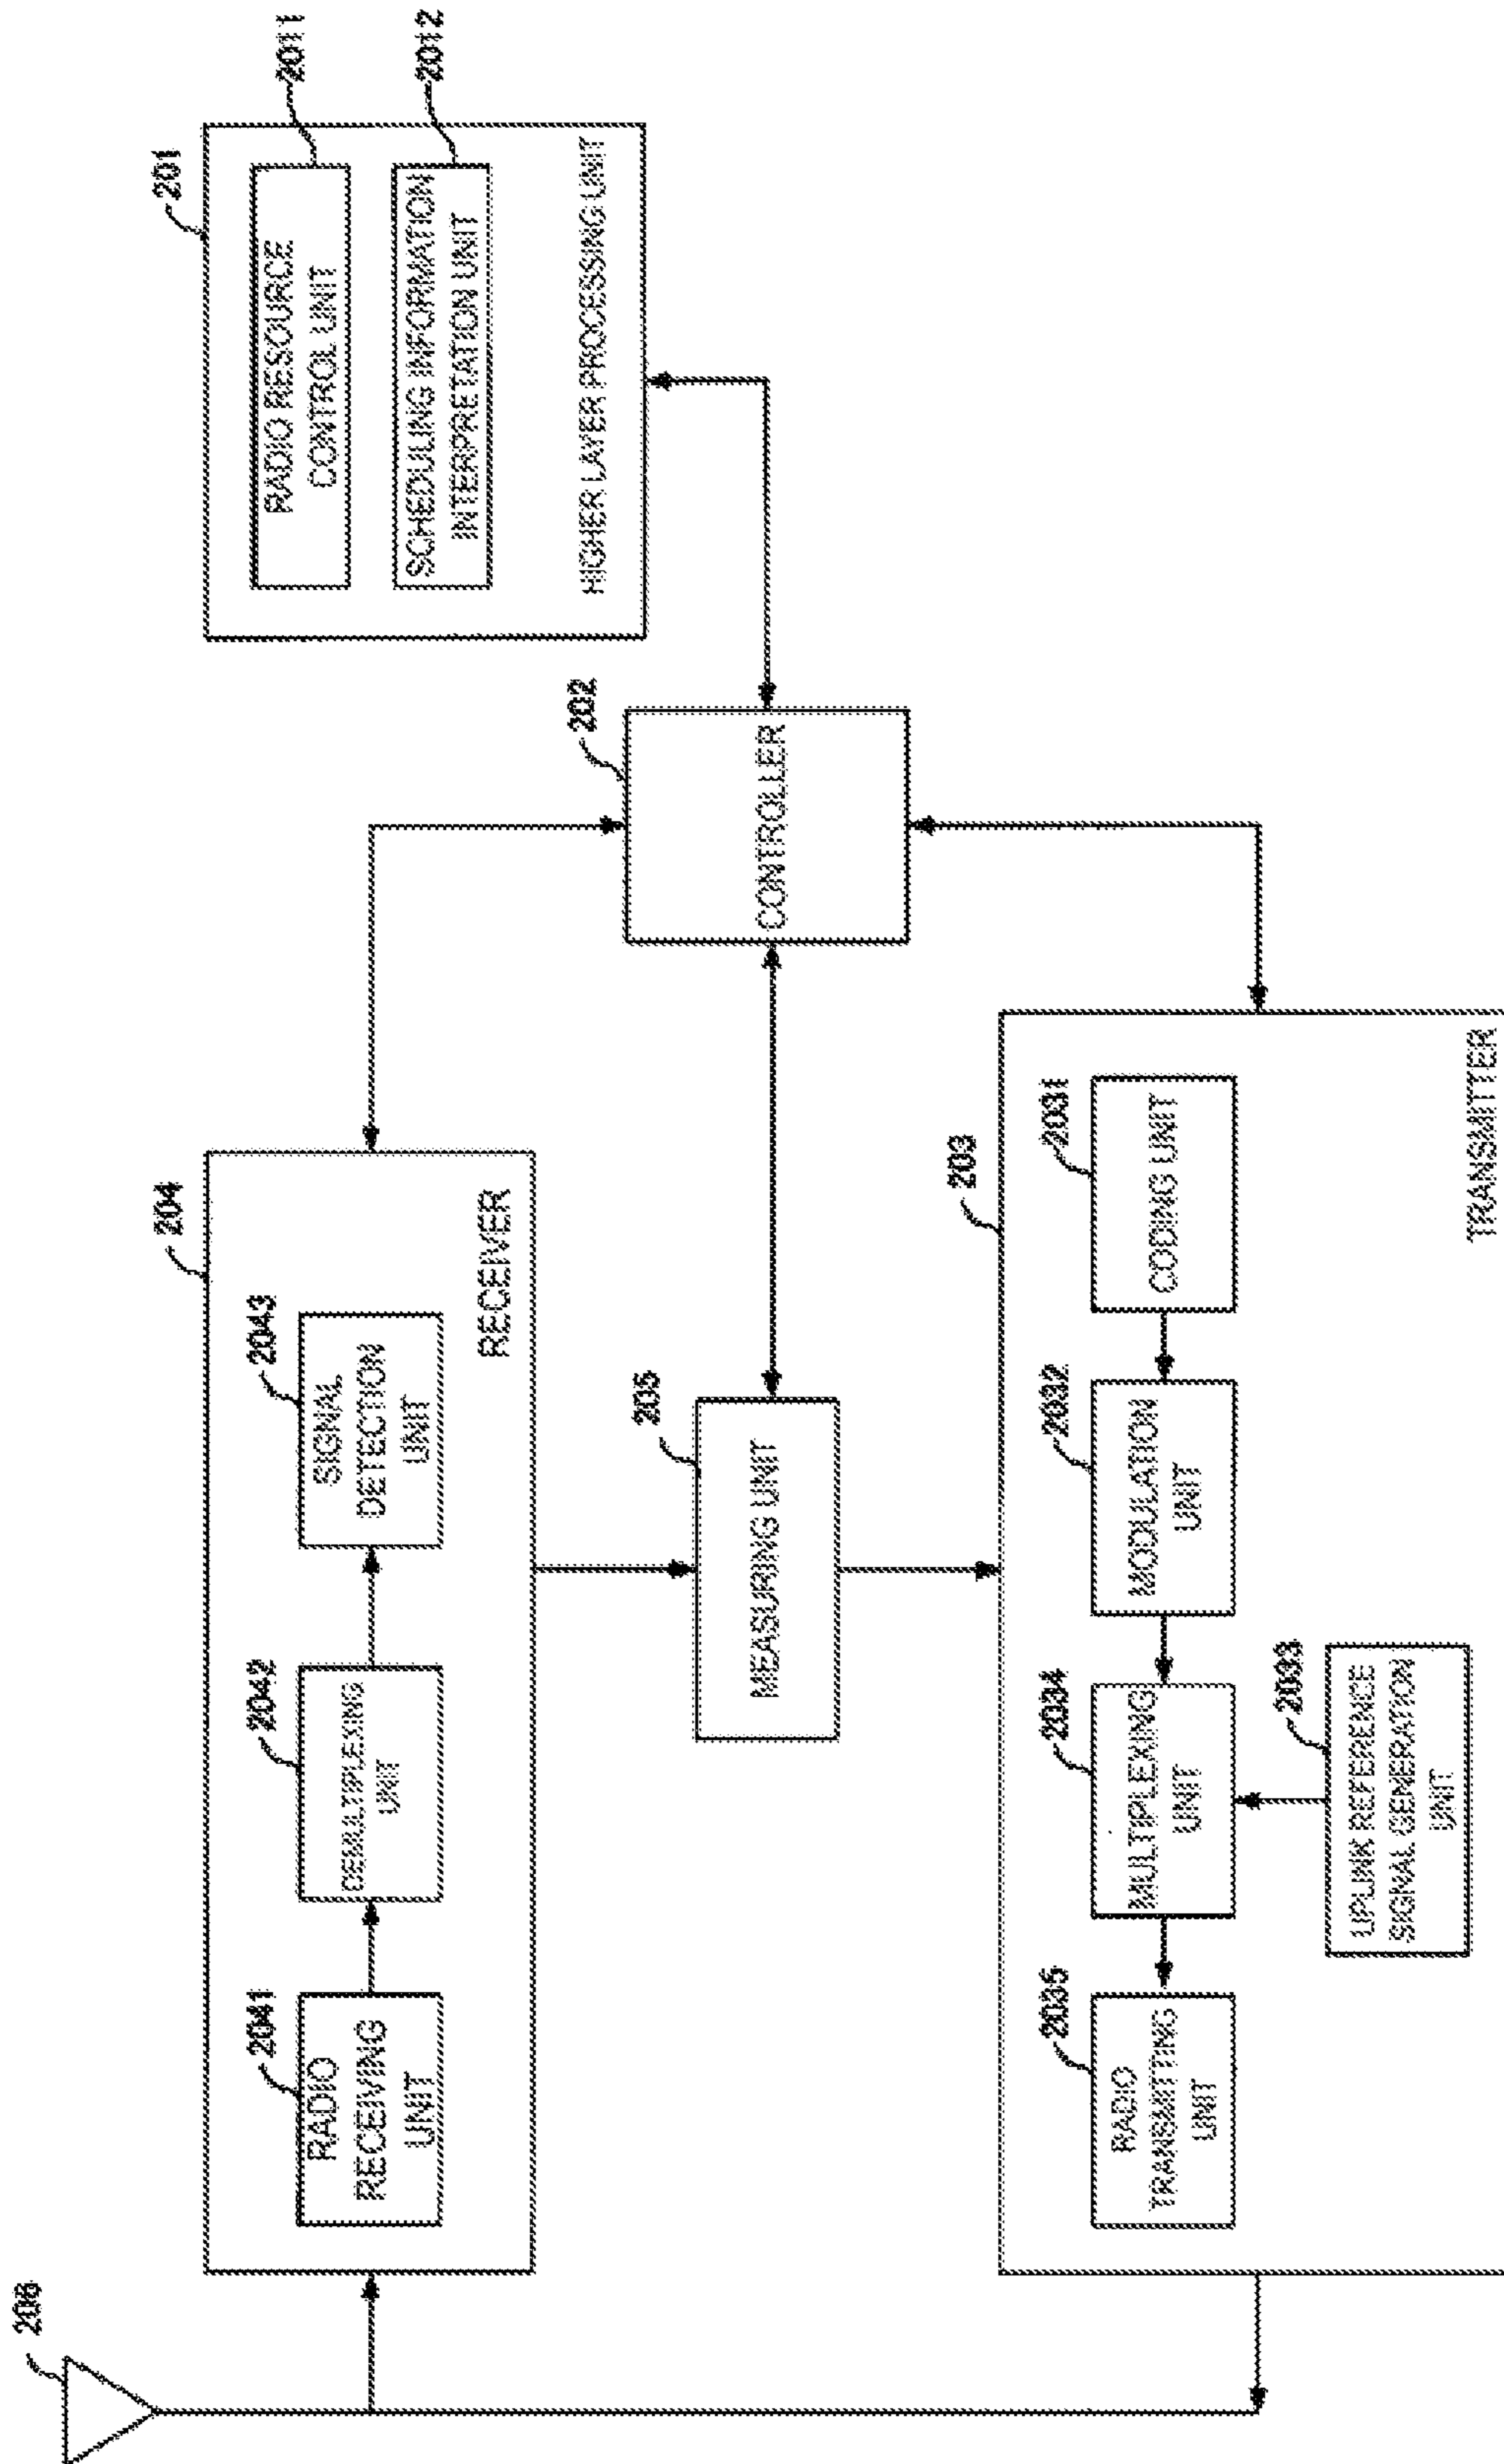 206
204
2041
RADIO
RECEIVING
UNIT
2042
DEMULTIPLEXING
UNIT
2043
SIGNAL
DETECTION
UNIT
RECEIVER
201
RADIO RESOURCE
CONTROL UNIT
2011
SCHEDULING INFORMATION
INTERPRETATION UNIT
2012
HIGHER LAYER PROCESSING UNIT
202
CONTROLLER
205
MEASURING UNIT
203
2035
RADIO
TRANSMITTING
UNIT
2034
MULTIPLEXING
UNIT
2032
MODULATION
UNIT
2031
CODING UNIT
2033
UPLINK REFERENCE
SIGNAL GENERATION
UNIT
TRANSMITTER